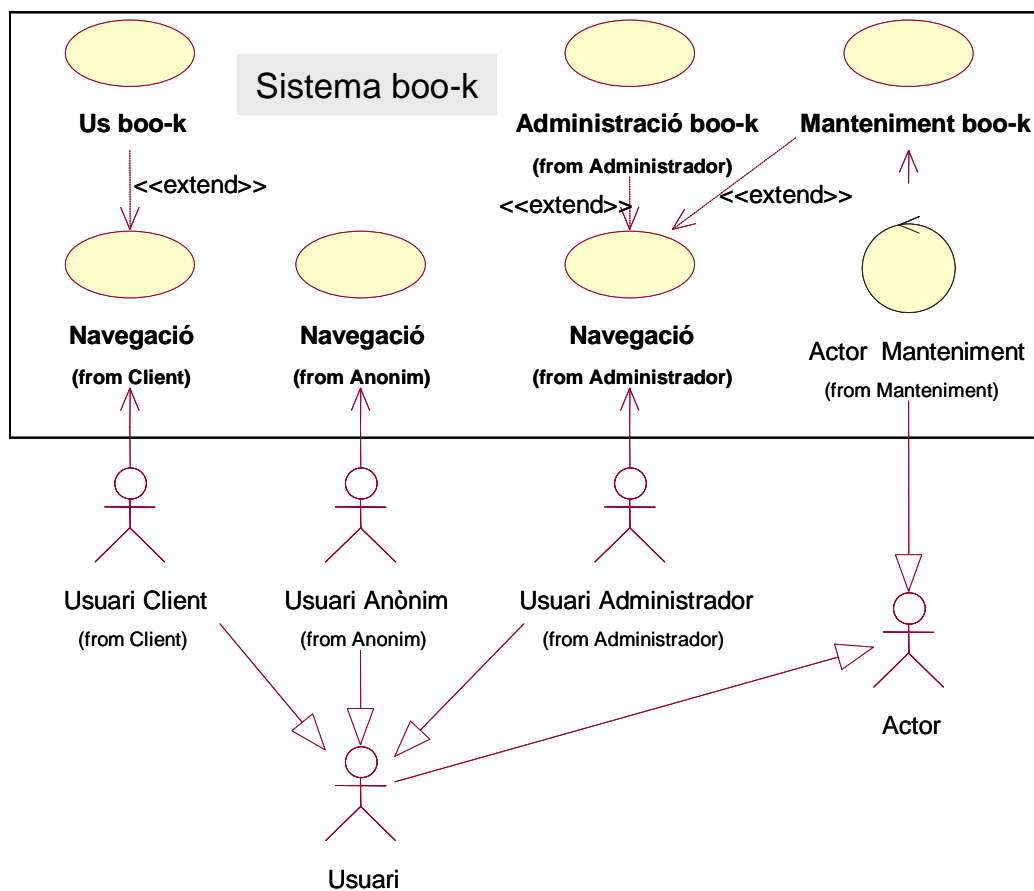 Sistema boo-k
Us boo-k
Administració boo-k
(from Administrador)
Manteniment boo-k
<<extend>>
<<extend>>
<<extend>>
Navegació
(from Client)
Navegació
(from Anonim)
Navegació
(from Administrador)
Actor Manteniment
(from Manteniment)
Usuari Client
(from Client)
Usuari Anònim
(from Anonim)
Usuari Administrador
(from Administrador)
Actor
Usuari